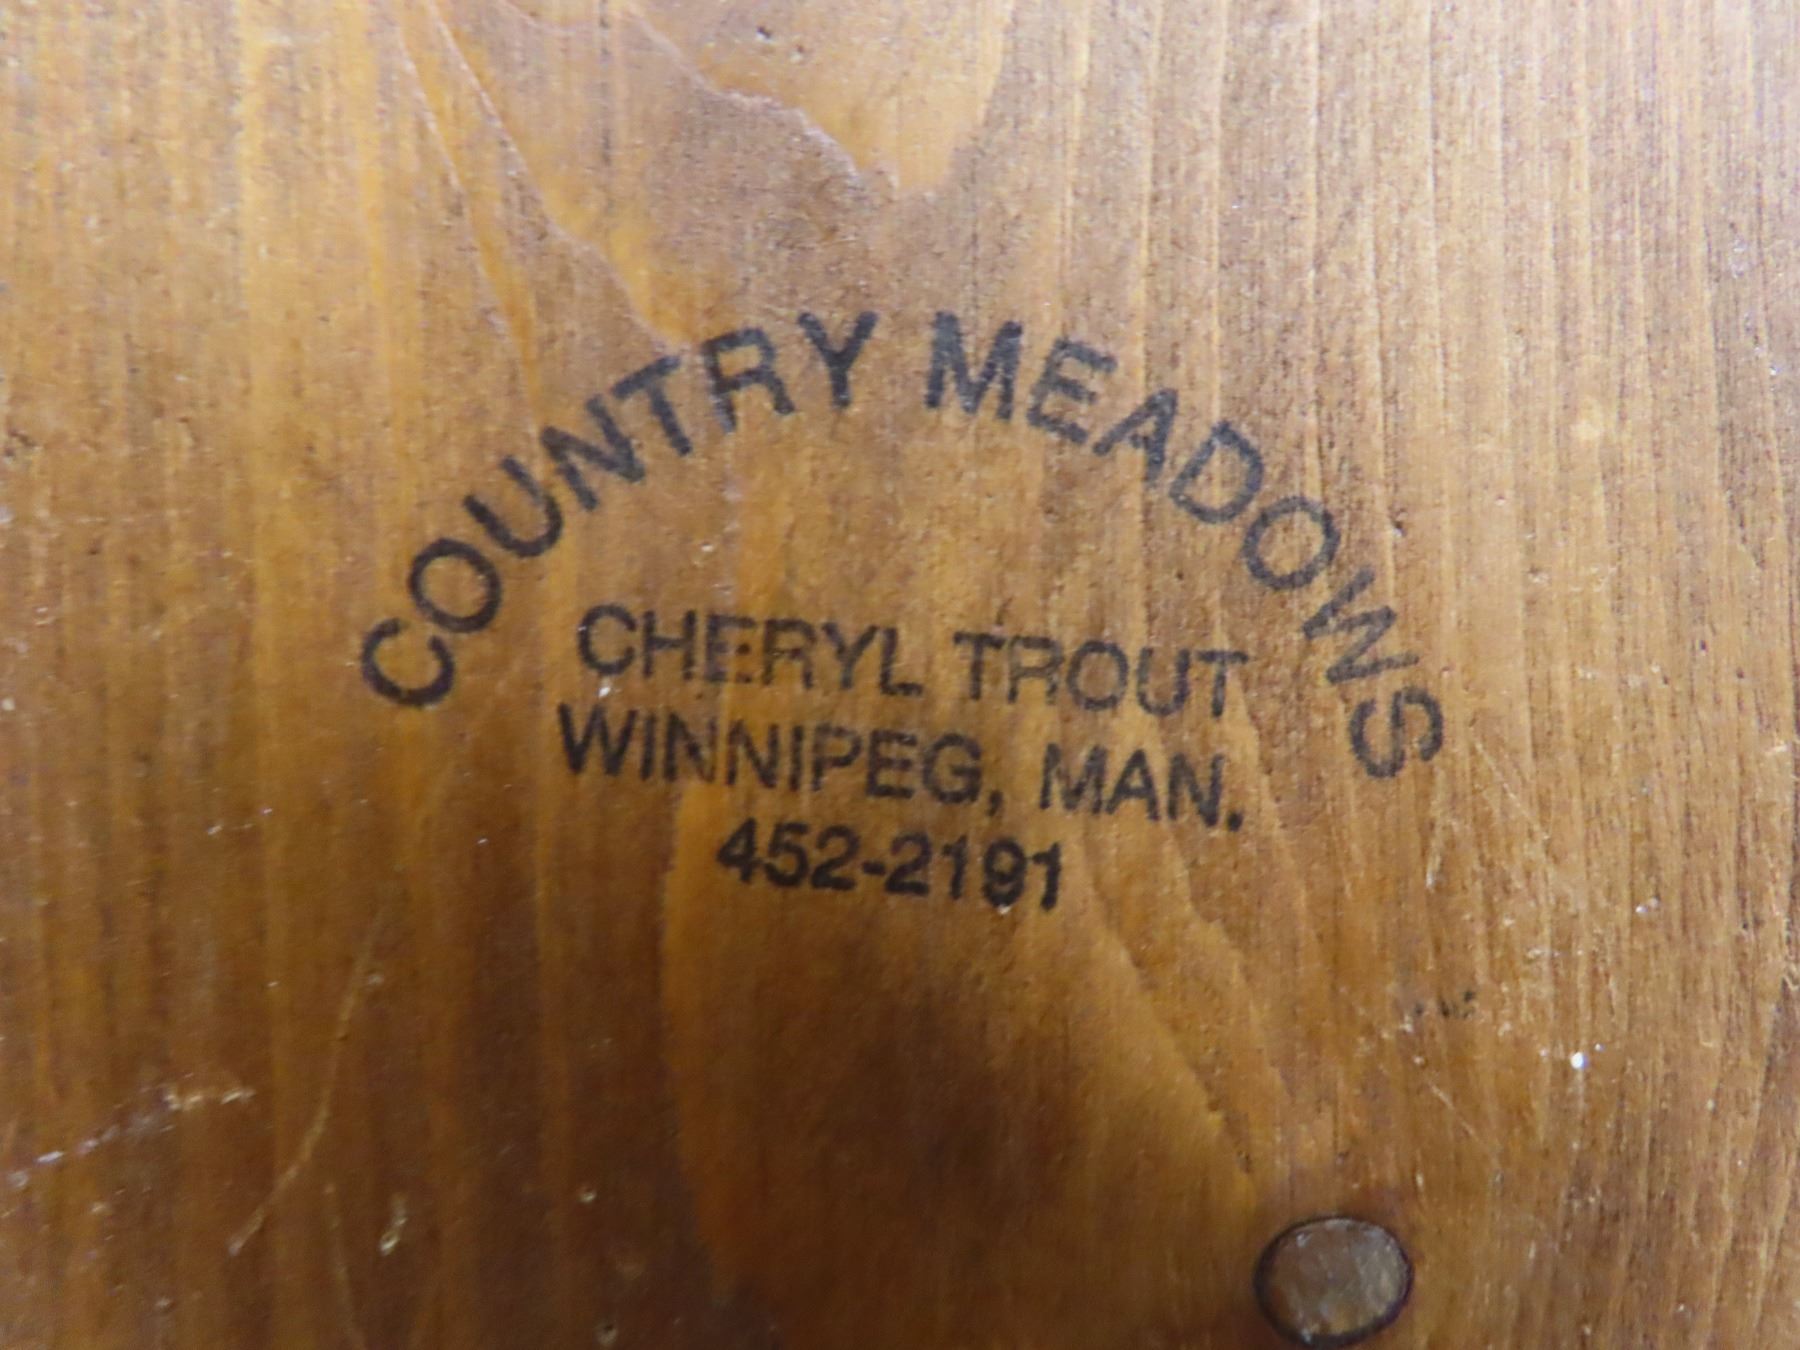 COUNTRY MEADOWS
CHERYL TROUT
WINNIPEG, MAN.
452-2191